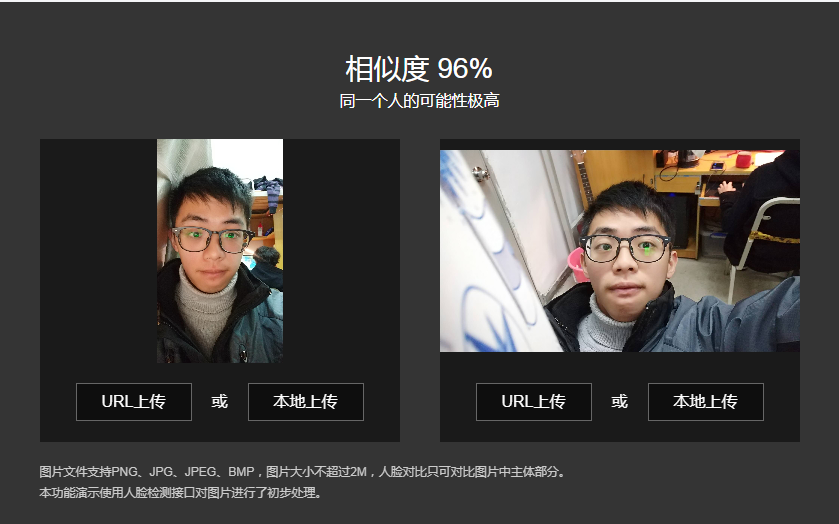 相似度 96%
同一个人的可能性极高
URL上传 或 本地上传
URL上传 或 本地上传
图片文件支持PNG、JPG、JPEG、BMP，图片大小不超过2M，人脸对比只可对比图片中主体部分。
本功能演示使用人脸检测接口对图片进行了初步处理。